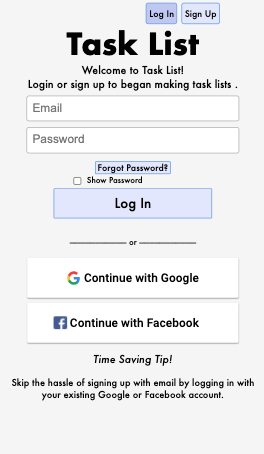 Log In Sign Up
Task List
Welcome to Task List!
Login or sign up to began making task lists .
Email
Password
Forgot Password?
Show Password
Log In
or
Continue with Google
Continue with Facebook
Time Saving Tip!
Skip the hassle of signing up with email by logging in with
your existing Google or Facebook account.